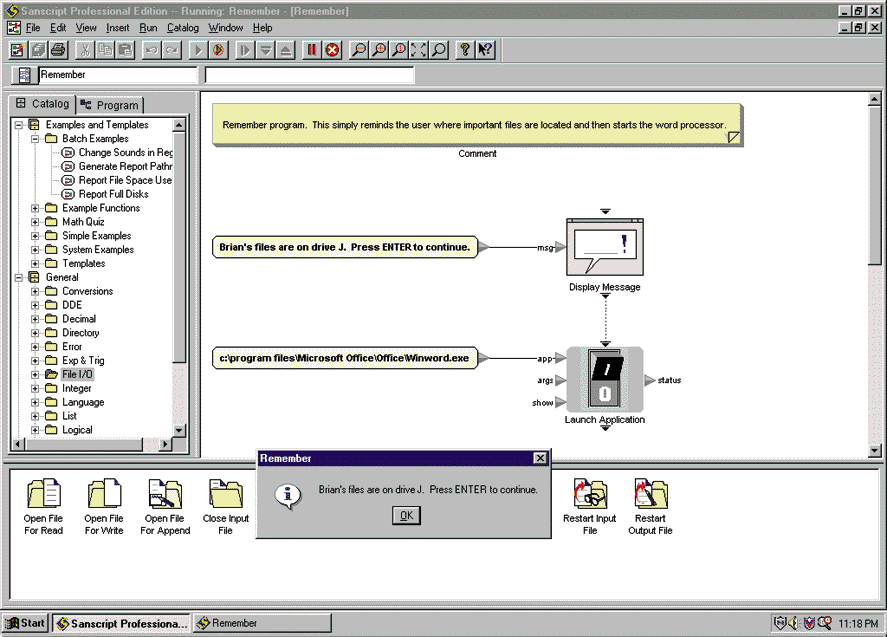 Sanscript Professional Edition -- Running: Remember - [Remember]
File Edit View Insert Run Catalog Window Help
Remember
Catalog Program
Examples and Templates
Batch Examples
Change Sounds in Reg
Generate Report Pathr
Report File Space Use
Report Full Disks
Example Functions
Math Quiz
Simple Examples
System Examples
Templates
General
Conversions
DDE
Decimal
Directory
Error
Exp & Trig
File I/O
Integer
Language
List
Logical
Remember program. This simply reminds the user where important files are located and then starts the word processor.
Comment
Brian's files are on drive J. Press ENTER to continue.
msg
!
Display Message
c:\program files\Microsoft Office\Office\Winword.exe
app
args
show
I
O
status
Launch Application
Remember
Brian's files are on drive J. Press ENTER to continue.
OK
Open File
For Read
Open File
For Write
Open File
For Append
Close Input
File
Restart Input
File
Restart
Output File
Start Sanscript Professiona... Remember 11:18 PM